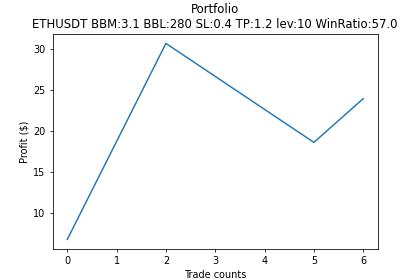 Portfolio
ETHUSDT BBM:3.1 BBL:280 SL:0.4 TP:1.2 lev:10 WinRatio:57.0
30
25
20
15
10
Profit ($)
0 1 2 3 4 5 6
Trade counts